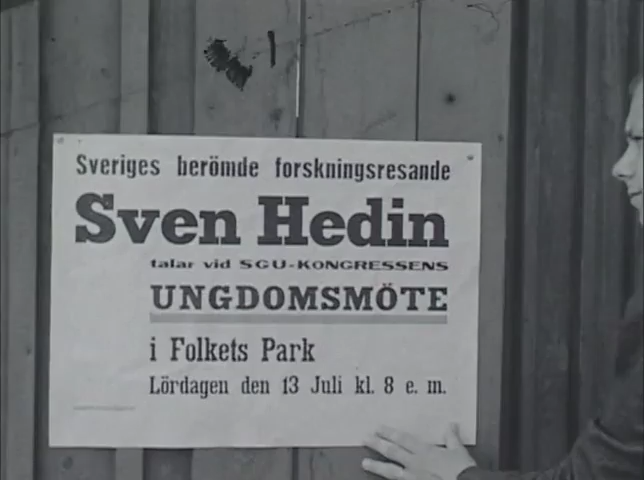 Sveriges berömde forskningsresande
Sven Hedin
talar vid SGU-KONGRESSENS
UNGDOMSMÖTE
i Folkets Park
Lördagen den 13 Juli kl. 8 e. m.